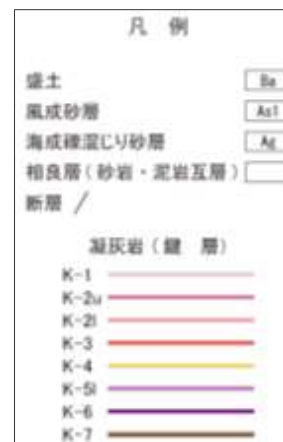 凡 例
盛土 Ba
風成砂層 As1
海成礫混じり砂層 Ag
相良層(砂岩・泥岩互層)
断層
凝灰岩(鍵 層)
K-1
K-2u
K-2l
K-3
K-4
K-5l
K-6
K-7